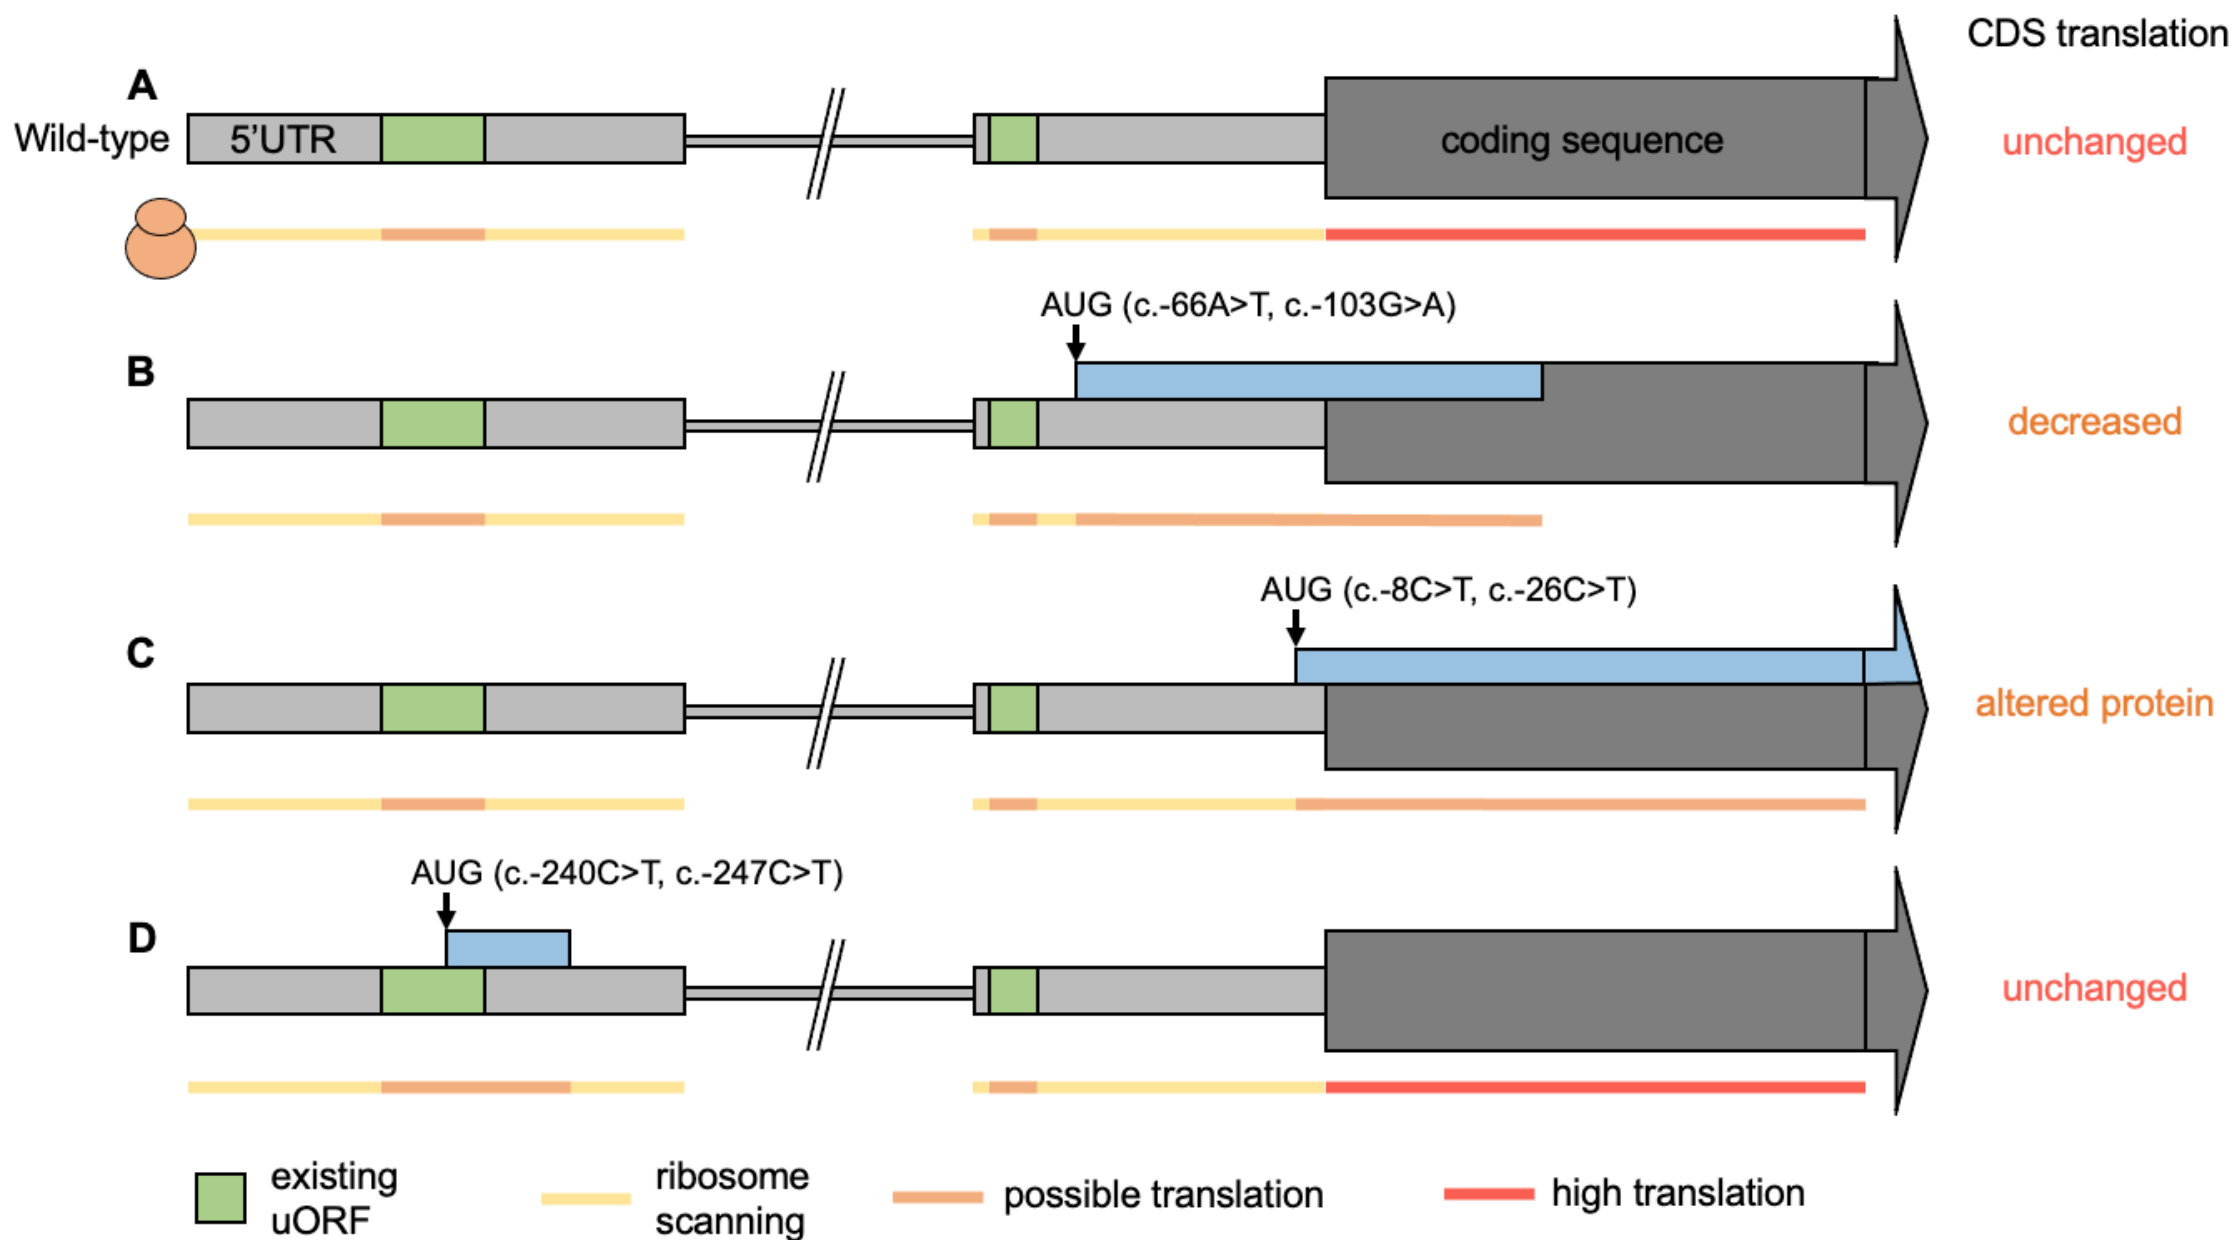 CDS translation
A
Wild-type
5'UTR
coding sequence
unchanged
AUG (c.-66A>T, c.-103G>A)
B
decreased
AUG (c.-8C>T, c.-26C>T)
C
altered protein
AUG (c.-240C>T, c.-247C>T)
D
unchanged
existing
uORF
ribosome
scanning
possible translation
high translation